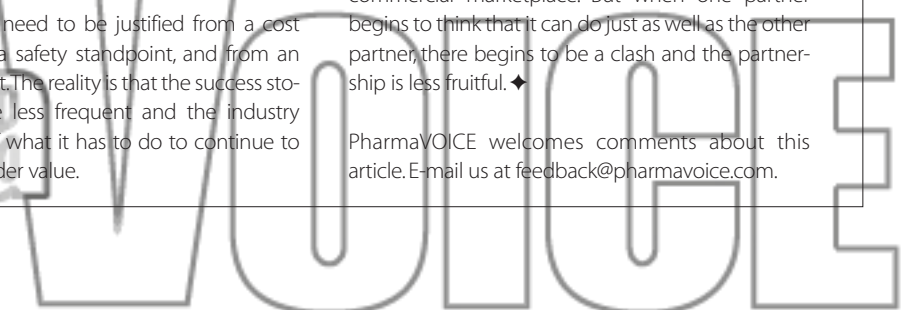 need to be justified from a cost
a safety standpoint, and from an
t. The reality is that the success sto-
less frequent and the industry
what it has to do to continue to
der value.
commercial marketplace. But when one partner
begins to think that it can do just as well as the other
partner, there begins to be a clash and the partner-
ship is less fruitful.✦
PharmaVOICE welcomes comments about this
article. E-mail us at feedback@pharmavoice.com.
VOICE